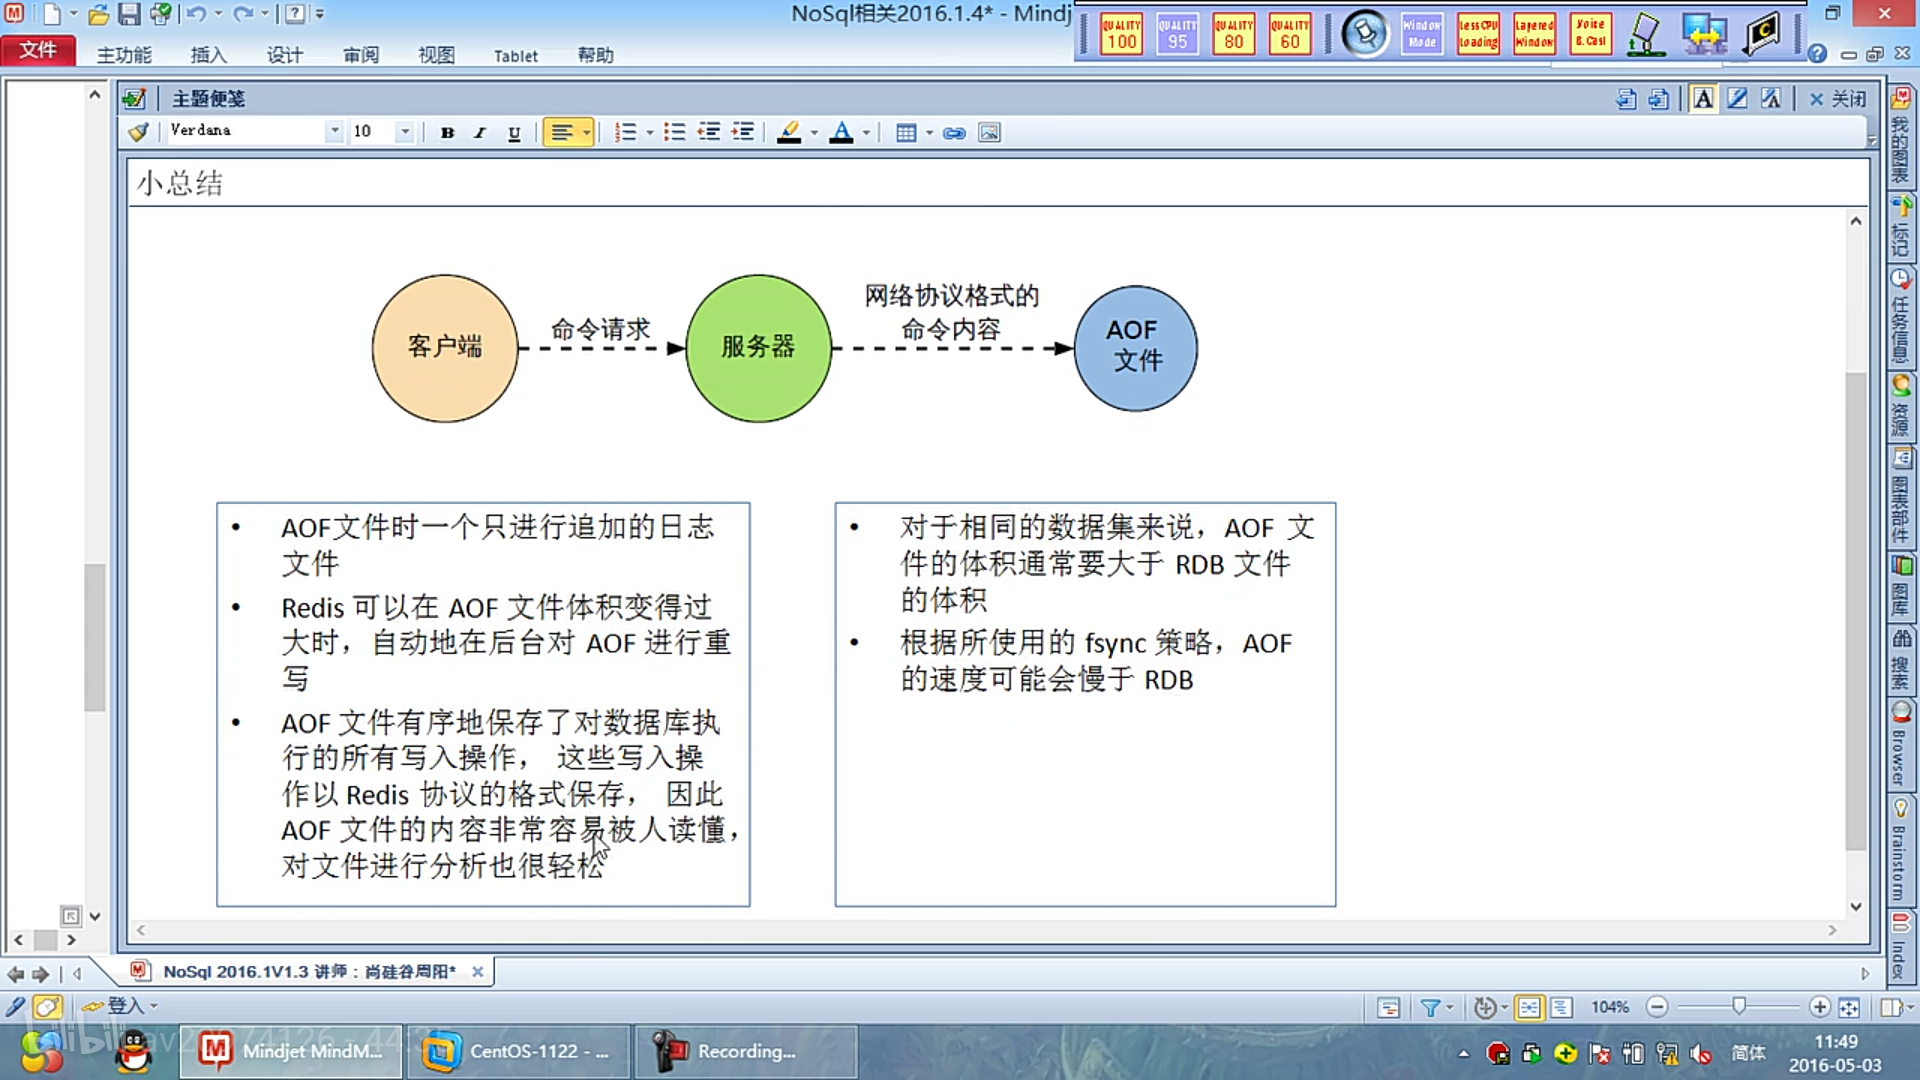 NoSql相关2016.1.4* - Mindj
QUALITY 100
QUALITY 95
QUALITY 80
QUALITY 60
Window Mode
LessCPU Loading
Layered Window
Voice B.Cast
文件
主功能
插入
设计
审阅
视图
Tablet
帮助
主题便笺
关闭
Verdana
10
B I U
小总结
客户端
命令请求
服务器
网络协议格式的
命令内容
AOF
文件
• AOF文件时一个只进行追加的日志
文件
• Redis 可以在 AOF 文件体积变得过
大时，自动地在后台对 AOF 进行重
写
• AOF 文件有序地保存了对数据库执
行的所有写入操作， 这些写入操
作以 Redis 协议的格式保存， 因此
AOF 文件的内容非常容易被人读懂，
对文件进行分析也很轻松
• 对于相同的数据集来说，AOF 文
件的体积通常要大于 RDB 文件
的体积
• 根据所使用的 fsync 策略，AOF
的速度可能会慢于 RDB
我的图表
标记
任务信息
资源
图表部件
图库
搜索
Browser
Brainstorm
Index
NoSql 2016.1V1.3 讲师：尚硅谷周阳*
登入
104%
Mindjet MindM...
CentOS-1122 - ...
Recording...
简体
11:49
2016-05-03